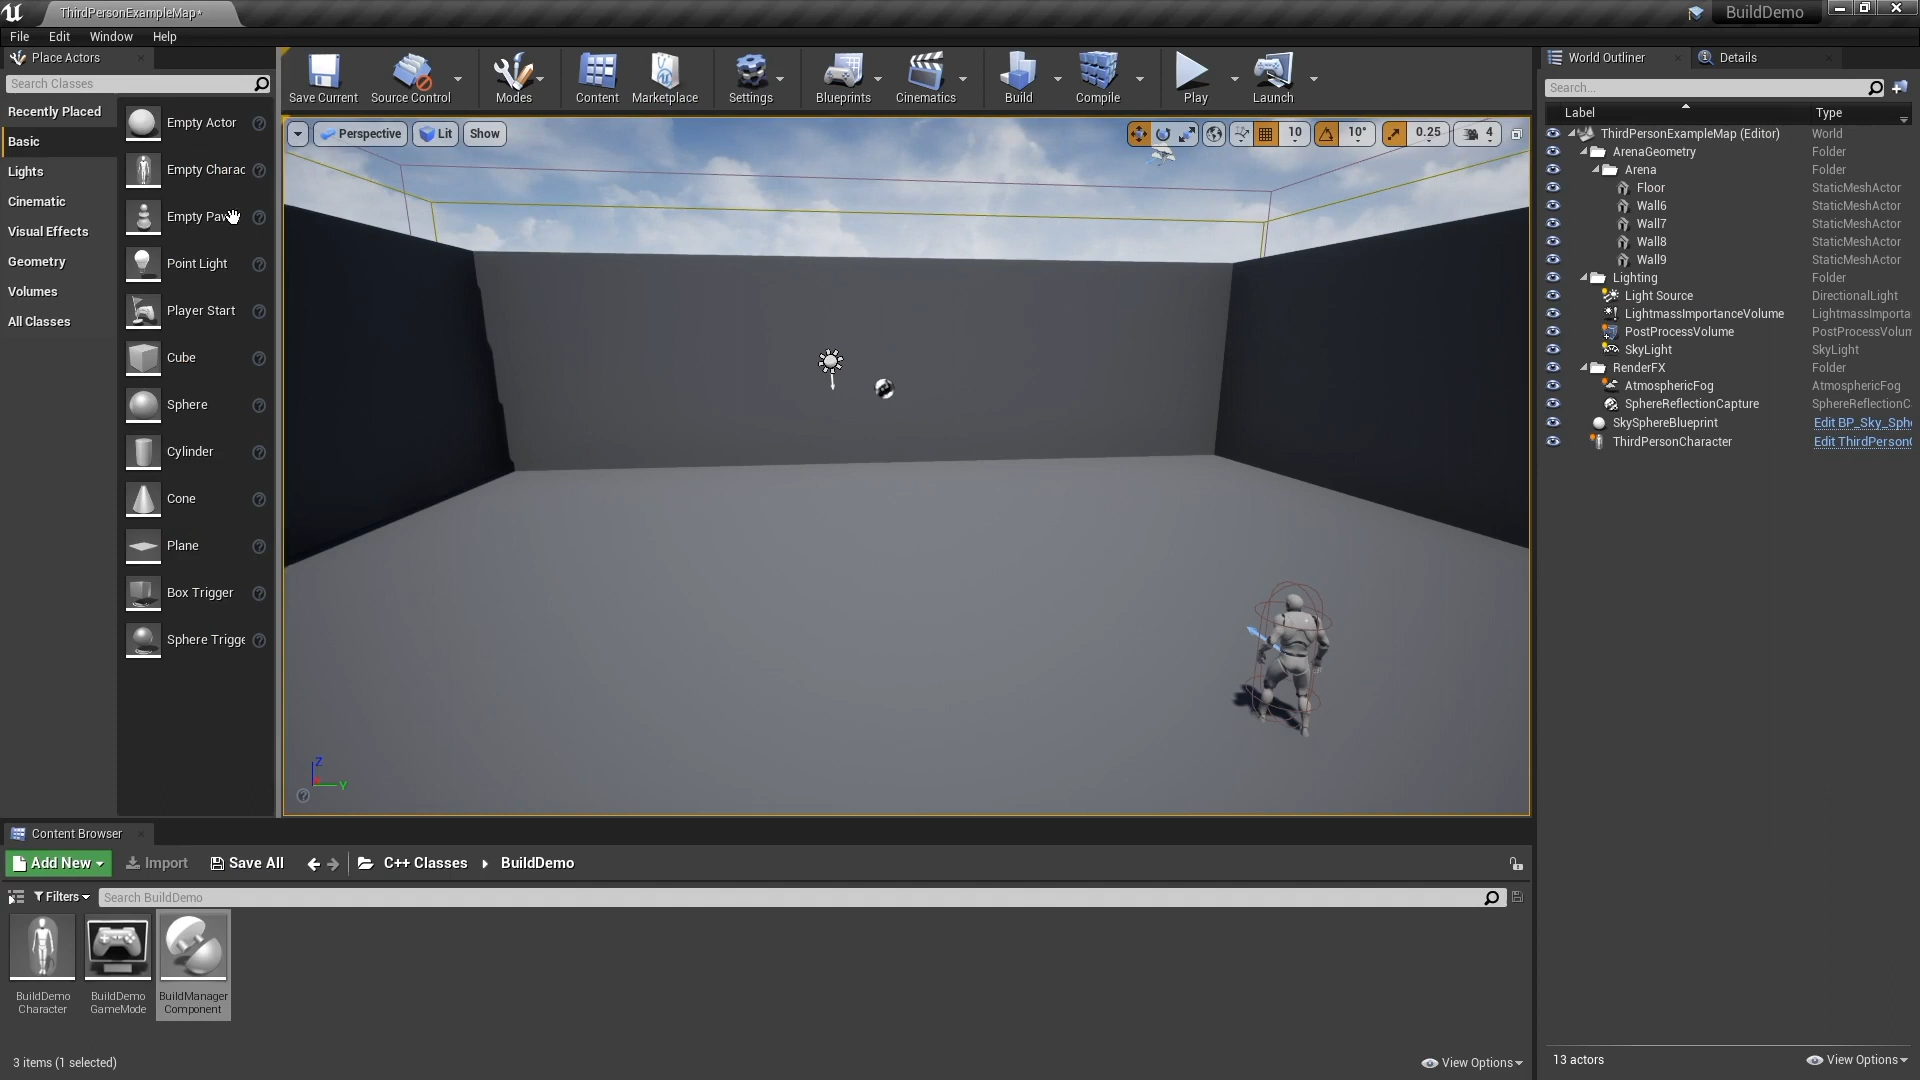 ThirdPersonExampleMap*
BuildDemo
File Edit Window Help
Place Actors
Search Classes
Recently Placed
Basic
Lights
Cinematic
Visual Effects
Geometry
Volumes
All Classes
Empty Actor
Empty Charac
Empty Paw
Point Light
Player Start
Cube
Sphere
Cylinder
Cone
Plane
Box Trigger
Sphere Trigge
Save Current
Source Control
Modes
Content
Marketplace
Settings
Blueprints
Cinematics
Build
Compile
Play
Launch
Perspective
Lit
Show
10
10°
0.25
4
Z
Y
World Outliner
Details
Search...
Label Type
ThirdPersonExampleMap (Editor) World
ArenaGeometry Folder
Arena Folder
Floor StaticMeshActor
Wall6 StaticMeshActor
Wall7 StaticMeshActor
Wall8 StaticMeshActor
Wall9 StaticMeshActor
Lighting Folder
Light Source DirectionalLight
LightmassImportanceVolume LightmassImporta
PostProcessVolume PostProcessVolum
SkyLight SkyLight
RenderFX Folder
AtmosphericFog AtmosphericFog
SphereReflectionCapture SphereReflectionC
SkySphereBlueprint Edit BP_Sky_Sph
ThirdPersonCharacter Edit ThirdPerson
13 actors
View Options
Content Browser
Add New Import Save All C++ Classes BuildDemo
Filters Search BuildDemo
BuildDemo
Character
BuildDemo
GameMode
BuildManager
Component
3 items (1 selected)
View Options